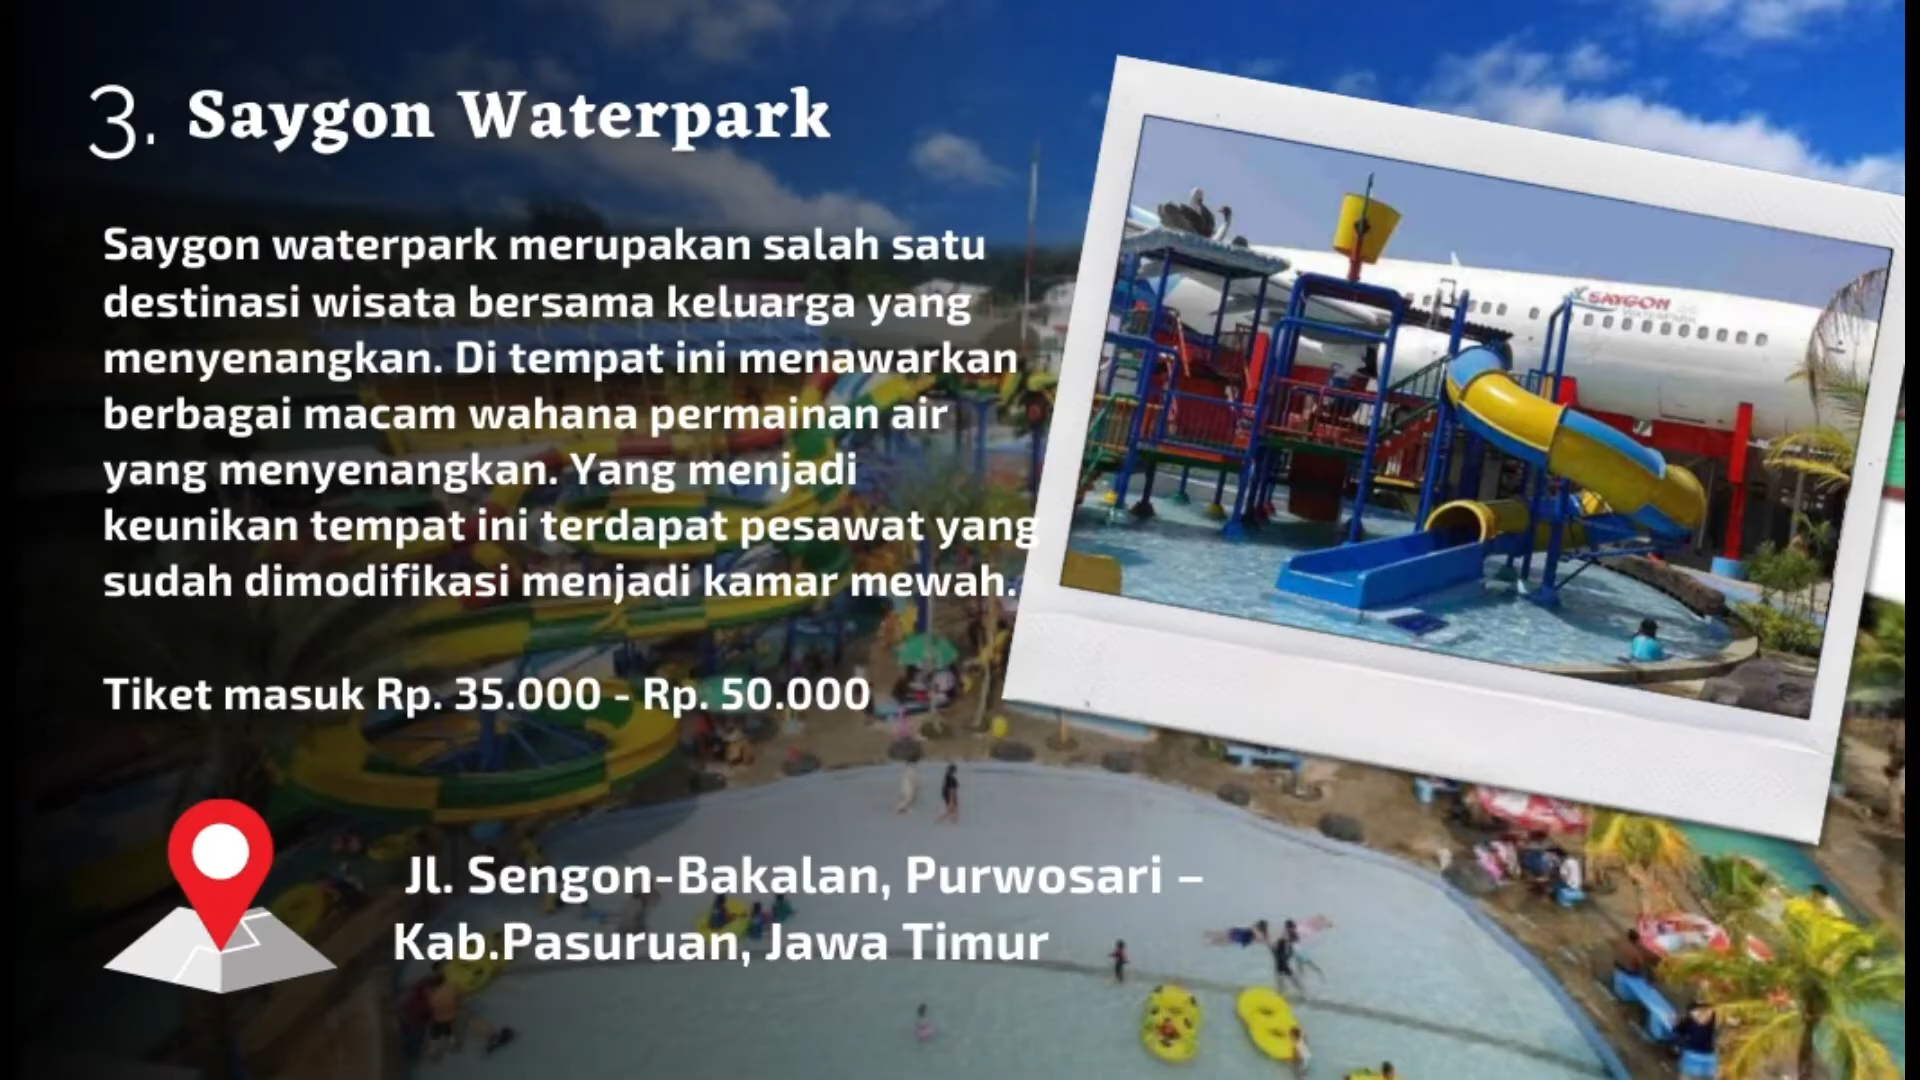 3. Saygon Waterpark
Saygon waterpark merupakan salah satu
destinasi wisata bersama keluarga yang
menyenangkan. Di tempat ini menawarkan
berbagai macam wahana permainan air
yang menyenangkan. Yang menjadi
keunikan tempat ini terdapat pesawat yang
sudah dimodifikasi menjadi kamar mewah.
Tiket masuk Rp. 35.000 - Rp. 50.000
Jl. Sengon-Bakalan, Purwosari –
Kab.Pasuruan, Jawa Timur
SAYGON
WATERPARK